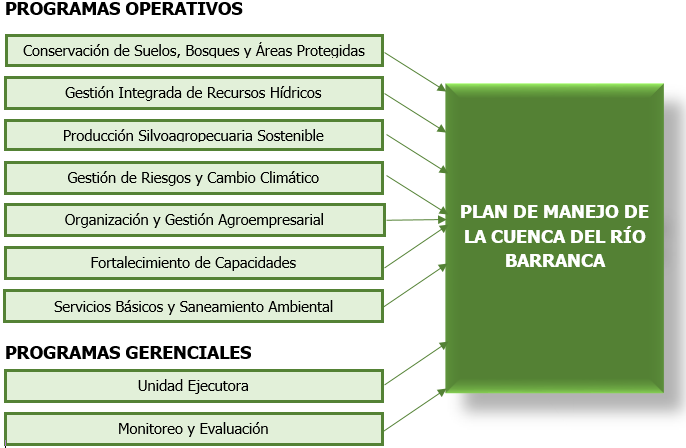 PROGRAMAS OPERATIVOS
Conservación de Suelos, Bosques y Áreas Protegidas
Gestión Integrada de Recursos Hídricos
Producción Silvoagropecuaria Sostenible
Gestión de Riesgos y Cambio Climático
Organización y Gestión Agroempresarial
Fortalecimiento de Capacidades
Servicios Básicos y Saneamiento Ambiental
PROGRAMAS GERENCIALES
Unidad Ejecutora
Monitoreo y Evaluación
PLAN DE MANEJO DE
LA CUENCA DEL RÍO
BARRANCA